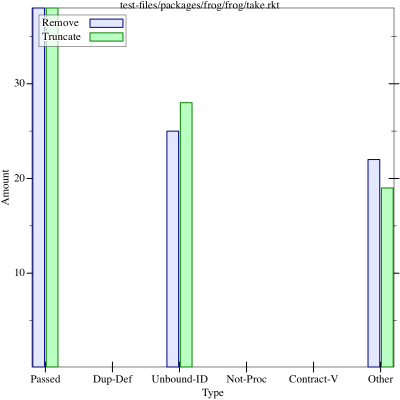 test-files/packages/frog/frog/take.rkt
Remove
Truncate
30
20
10
Amount
Passed Dup-Def Unbound-ID Not-Proc Contract-V Other
Type